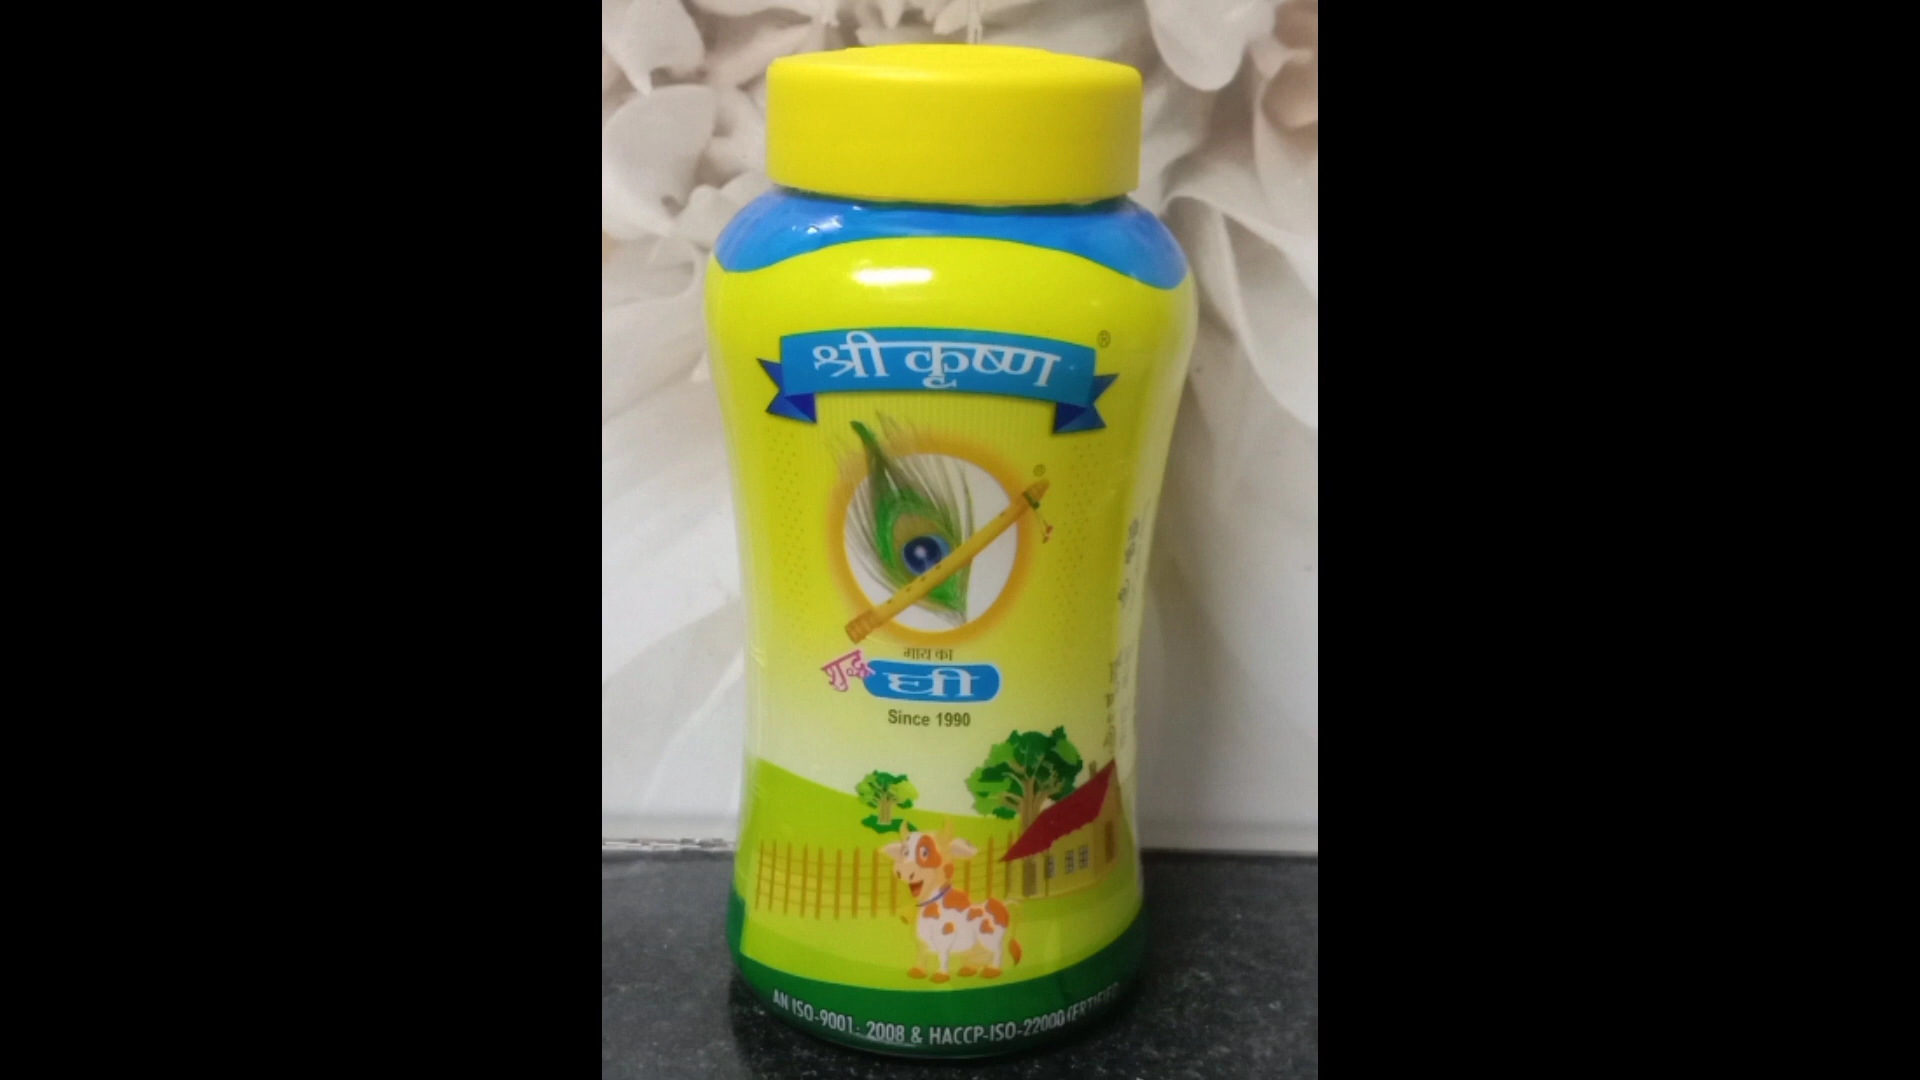 श्री कृष्ण ®
®
गाय का
शुद्ध घी
Since 1990
AN ISO-9001: 2008 & HACCP-ISO-22000 CERTIFIED